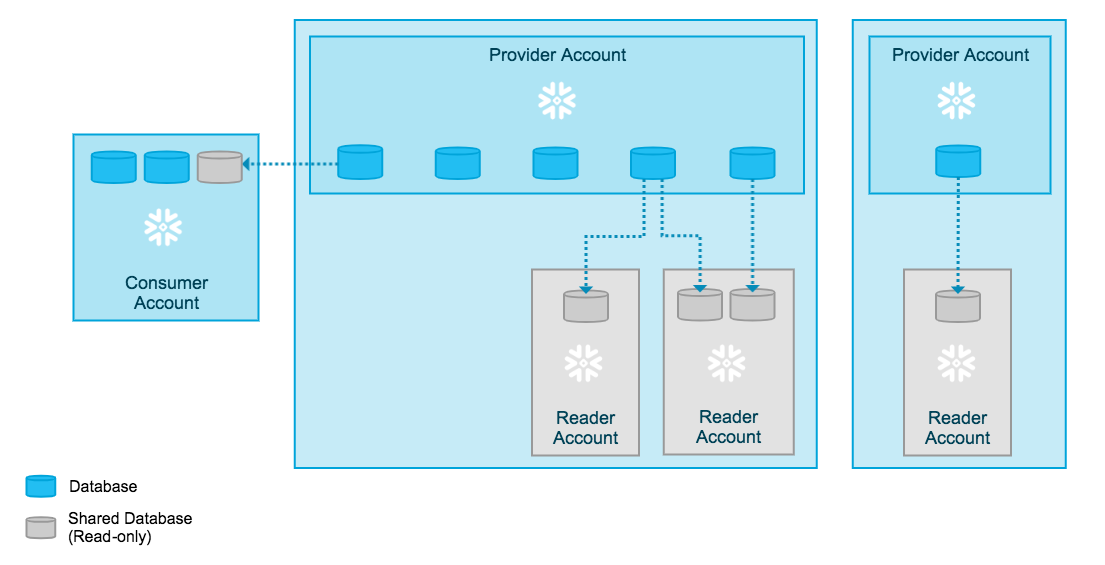 Provider Account
Provider Account
Consumer
Account
Reader
Account
Reader
Account
Reader
Account
Database
Shared Database
(Read-only)